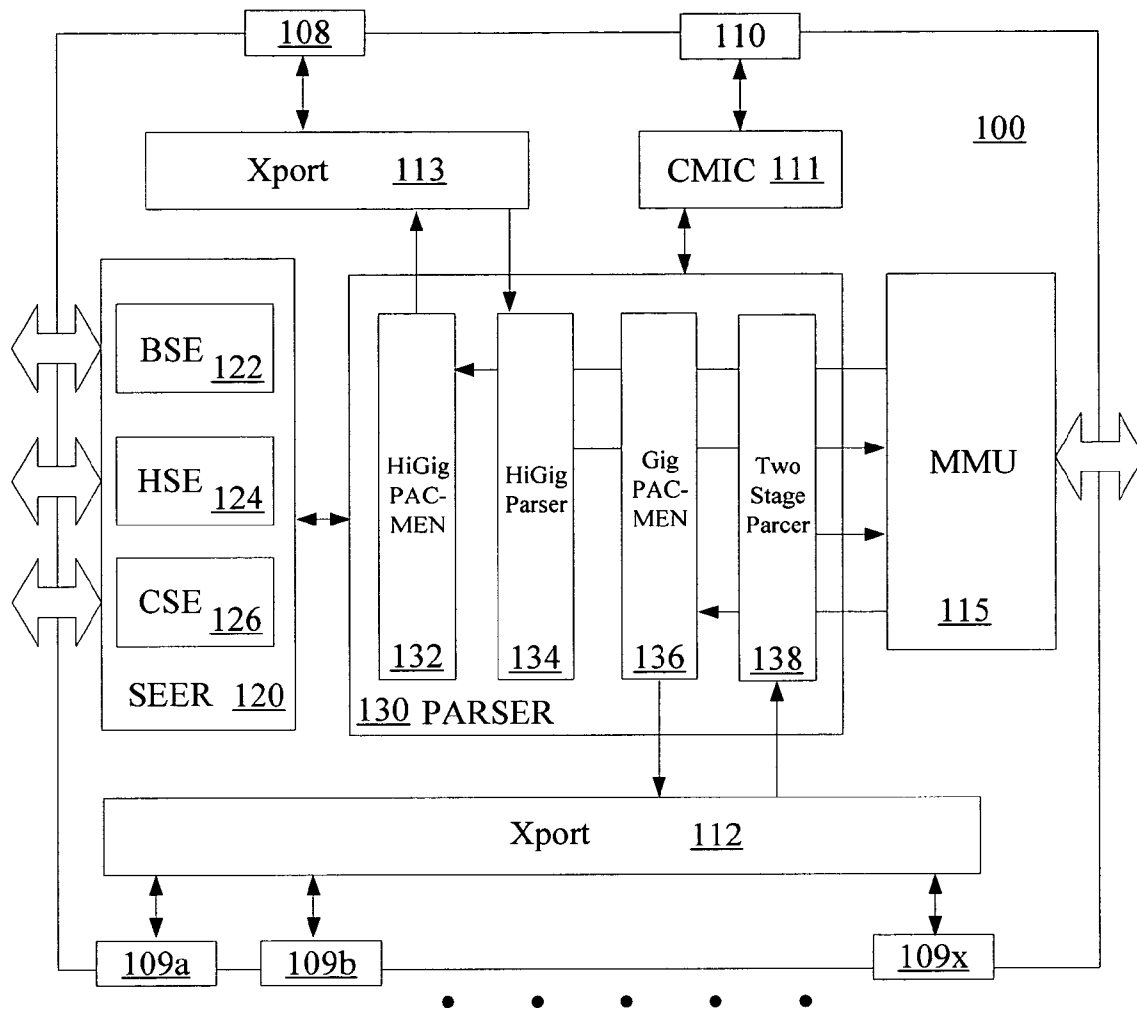 108
110
100
Xport 113
CMIC 111
BSE 122
HSE 124
CSE 126
SEER 120
HiGig
PAC-
MEN
132
HiGig
Parser
134
Gig
PAC-
MEN
136
Two
Stage
Parcer
138
130 PARSER
MMU
115
Xport 112
109a
109b
109x